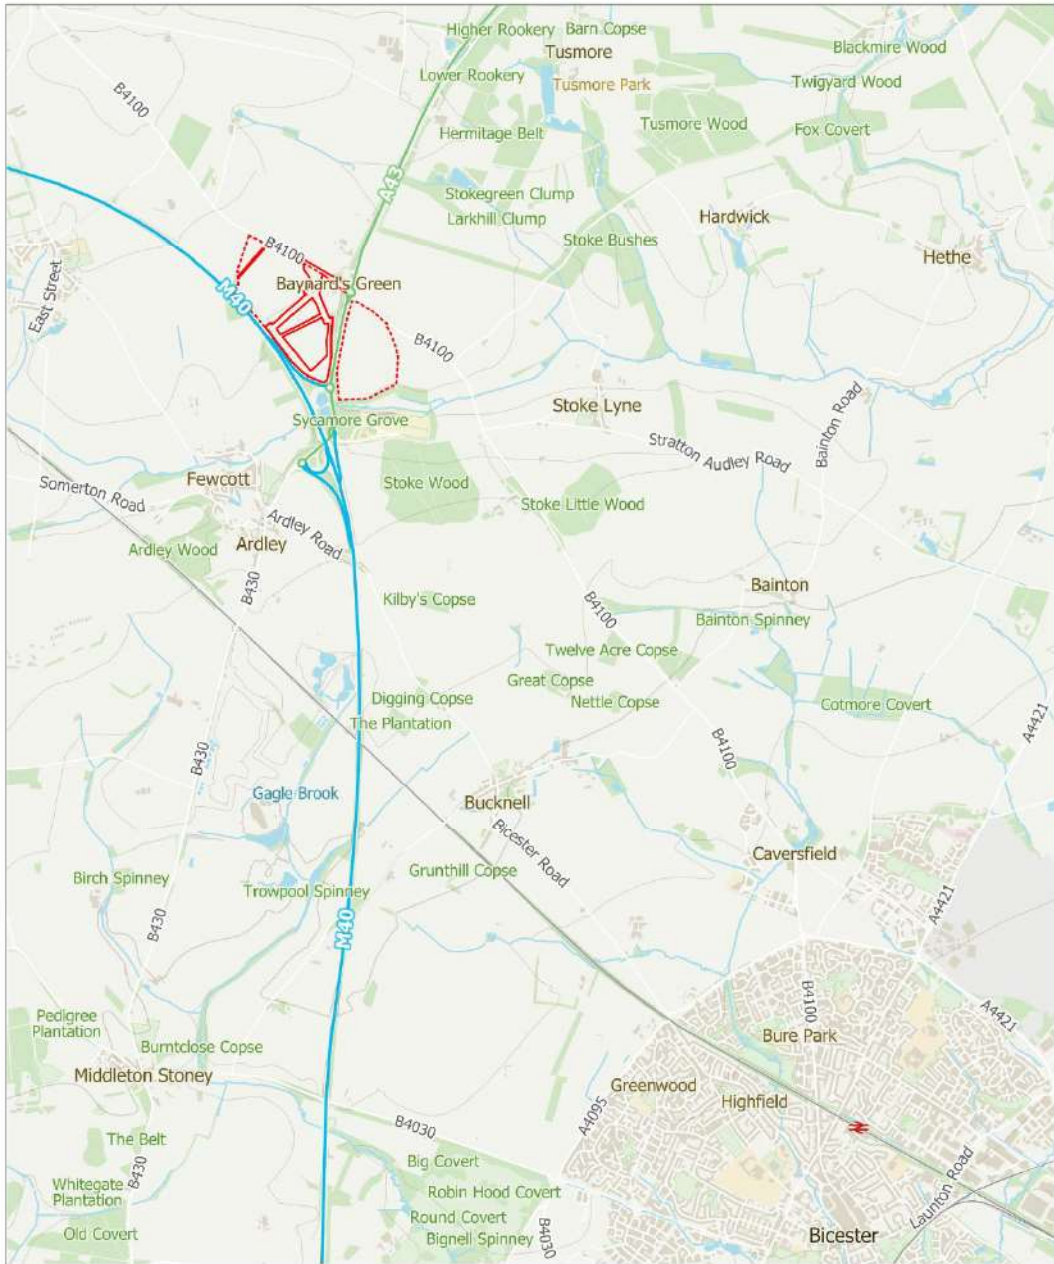 Higher Rookery
Barn Copse
Tusmore
Blackmire Wood
Lower Rookery
Tusmore Park
Twigyard Wood
B4100
Hermitage Belt
Tusmore Wood
Fox Covert
A43
Stokegreen Clump
Larkhill Clump
Hardwick
Stoke Bushes
Hethe
B4100
East Street
M40
Baynard's Green
B4100
Stoke Lyne
Bainton Road
Sycamore Grove
Stratton Audley Road
Fewcott
Stoke Wood
Somerton Road
Stoke Little Wood
Ardley Road
Ardley Wood
Ardley
B430
Bainton
Kilby's Copse
B4100
Bainton Spinney
Twelve Acre Copse
Great Copse
Digging Copse
Nettle Copse
Cotmore Covert
A4421
The Plantation
B4100
B430
Gagle Brook
Bucknell
Bicester Road
Caversfield
Birch Spinney
Grunthill Copse
Trowpool Spinney
A4421
B430
M40
B4100
Pedigree
Plantation
A4421
Bure Park
Burntclose Copse
Middleton Stoney
Greenwood
Highfield
A4095
B4030
The Belt
B430
Big Covert
Launton Road
Whitegate
Plantation
Robin Hood Covert
Round Covert
Old Covert
Bignell Spinney
B4030
Bicester